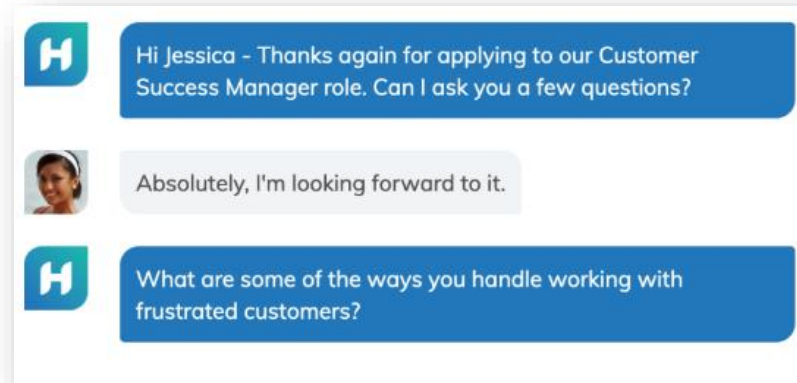 H
Hi Jessica - Thanks again for applying to our Customer
Success Manager role. Can I ask you a few questions?
Absolutely, I'm looking forward to it.
H
What are some of the ways you handle working with
frustrated customers?